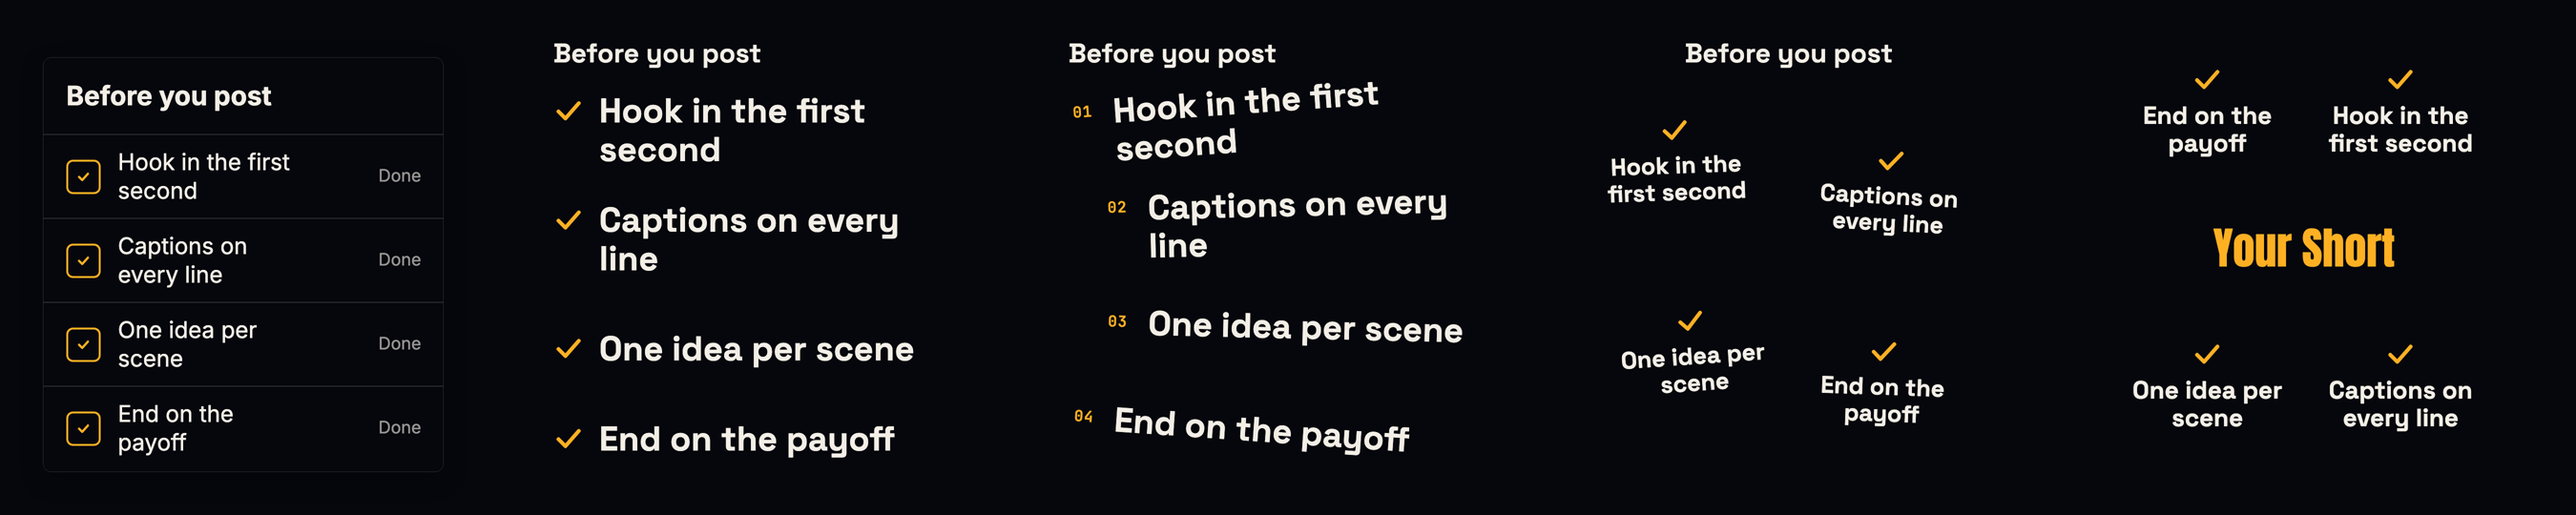 Before you post
Hook in the first
second
Done
Captions on
every line
Done
One idea per
scene
Done
End on the
payoff
Done
Before you post
Hook in the first
second
Captions on every
line
One idea per scene
End on the payoff
Before you post
01 Hook in the first
second
02 Captions on every
line
03 One idea per scene
04 End on the payoff
Before you post
Hook in the
first second
Captions on
every line
One idea per
scene
End on the
payoff
End on the
payoff
Hook in the
first second
Your Short
One idea per
scene
Captions on
every line